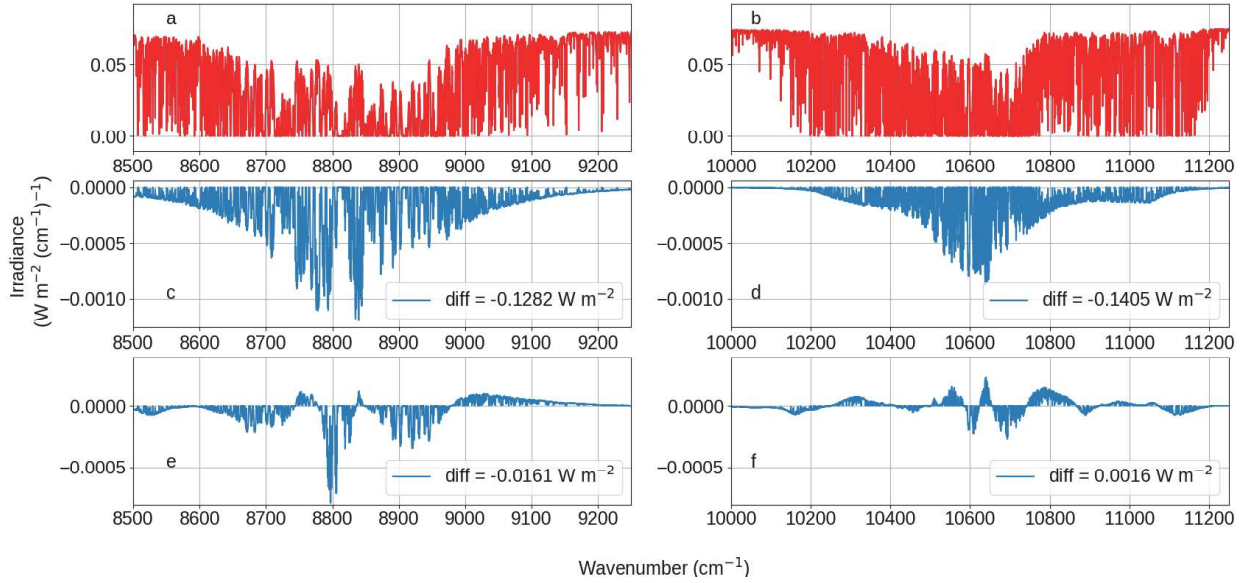 a
b
0.05
0.00
0.05
0.00
8500 8600 8700 8800 8900 9000 9100 9200
10000 10200 10400 10600 10800 11000 11200
0.0000
−0.0005
−0.0010
0.0000
−0.0005
−0.0010
c
diff = -0.1282 W m⁻²
d
diff = -0.1405 W m⁻²
8500 8600 8700 8800 8900 9000 9100 9200
10000 10200 10400 10600 10800 11000 11200
0.0000
−0.0005
0.0000
−0.0005
e
diff = -0.0161 W m⁻²
f
diff = 0.0016 W m⁻²
8500 8600 8700 8800 8900 9000 9100 9200
10000 10200 10400 10600 10800 11000 11200
Irradiance
(W m⁻² (cm⁻¹)⁻¹)
Wavenumber (cm⁻¹)